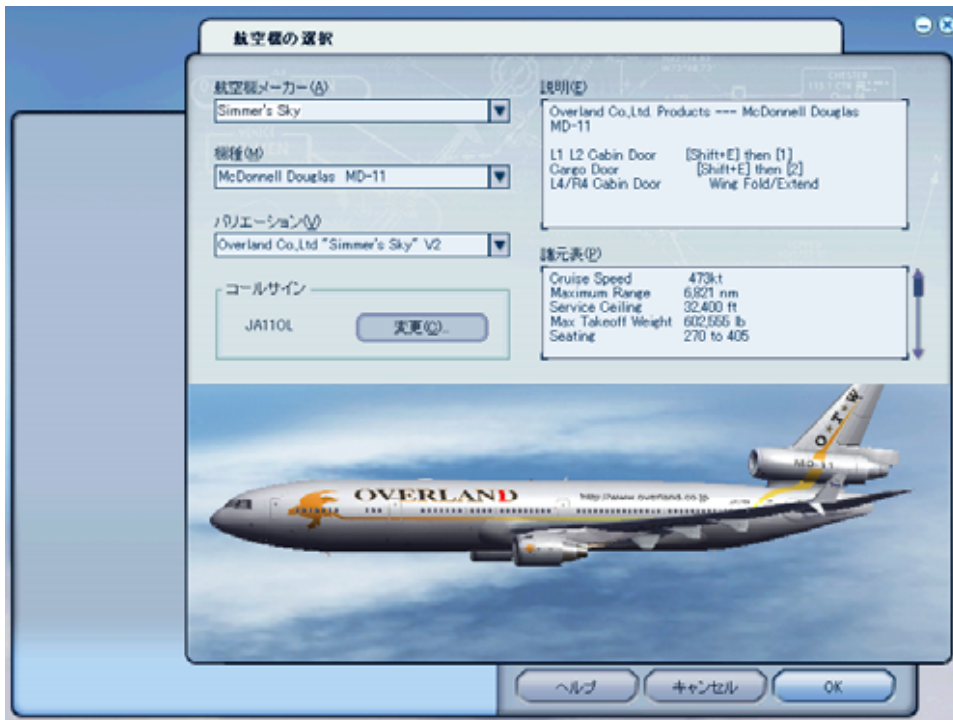 航空機の選択
航空機メーカー(A)
Simmer's Sky
機種(M)
McDonnell Douglas MD-11
バリエーション(V)
Overland Co,Ltd "Simmer's Sky" V2
コールサイン
JA110L
変更(C)...
説明(E)
Overland Co,Ltd. Products --- McDonnell Douglas
MD-11
L1 L2 Cabin Door [Shift+E] then [1]
Cargo Door [Shift+E] then [2]
L4/R4 Cabin Door Wing Fold/Extend
諸元表(P)
Cruise Speed 473kt
Maximum Range 6,821 nm
Service Ceiling 32,400 ft
Max Takeoff Weight 602,555 lb
Seating 270 to 405
O★T★W
MD-11
OVERLAND
http://www.overland.co.jp
ヘルプ
キャンセル
OK